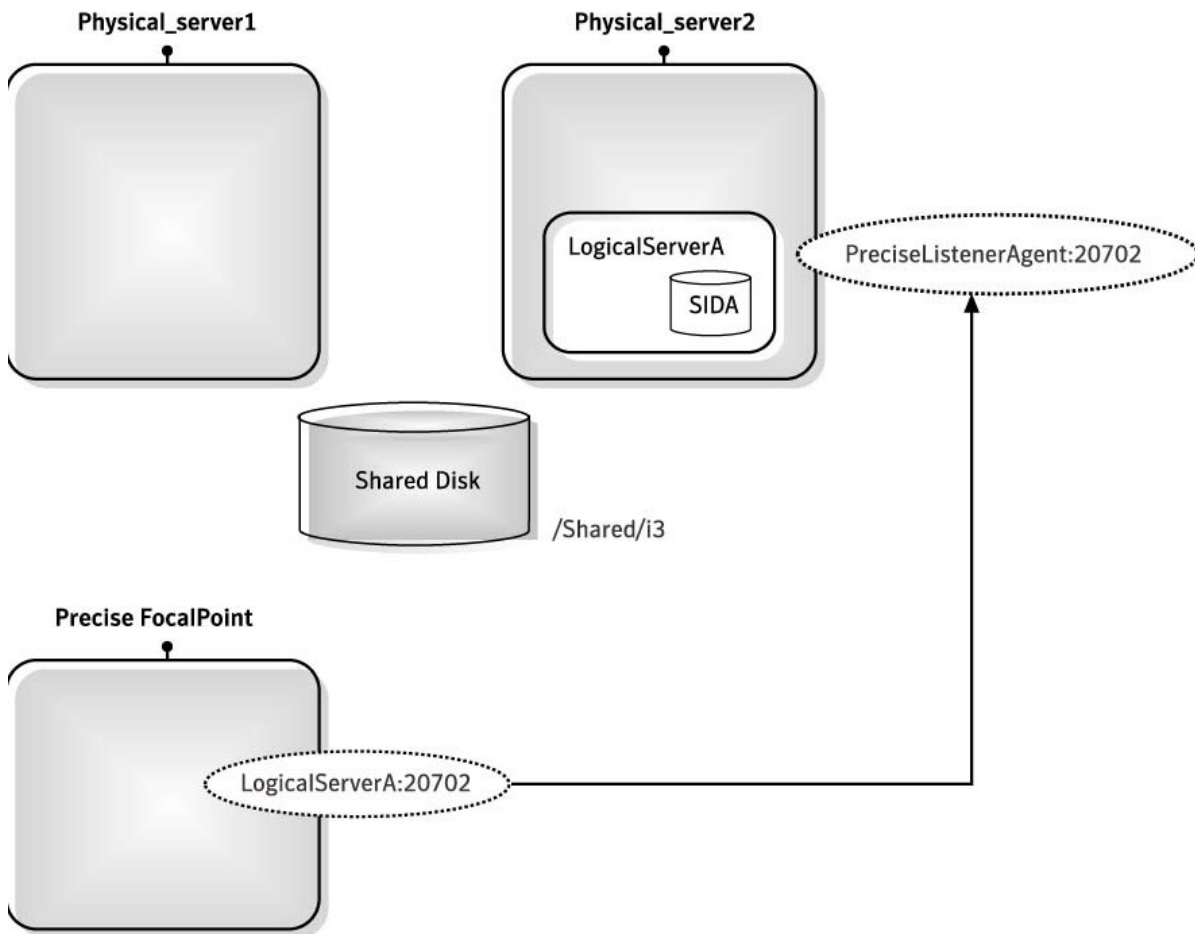 Physical_server1
Physical_server2
LogicalServerA
SIDA
PreciseListenerAgent:20702
Shared Disk
/Shared/i3
Precise FocalPoint
LogicalServerA:20702